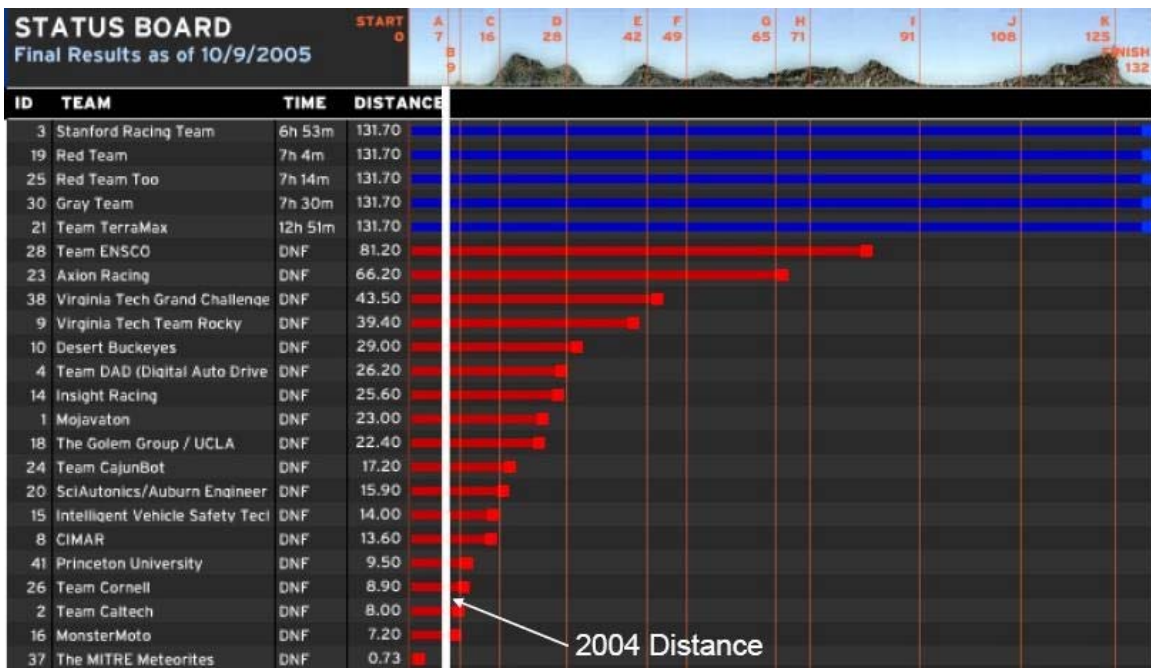 STATUS BOARD
Final Results as of 10/9/2005
START A B C D E F G H I J K FINISH
0 7 9 16 28 42 49 65 71 91 108 125 132
ID TEAM TIME DISTANCE
3 Stanford Racing Team 6h 53m 131.70
19 Red Team 7h 4m 131.70
25 Red Team Too 7h 14m 131.70
30 Gray Team 7h 30m 131.70
21 Team TerraMax 12h 51m 131.70
28 Team ENSCO DNF 81.20
23 Axion Racing DNF 66.20
38 Virginia Tech Grand Challenge DNF 43.50
9 Virginia Tech Team Rocky DNF 39.40
10 Desert Buckeyes DNF 29.00
4 Team DAD (Digital Auto Drive DNF 26.20
14 Insight Racing DNF 25.60
1 Mojavaton DNF 23.00
18 The Golem Group / UCLA DNF 22.40
24 Team CajunBot DNF 17.20
20 SciAutonics/Auburn Engineer DNF 15.90
15 Intelligent Vehicle Safety Tecl DNF 14.00
8 CIMAR DNF 13.60
41 Princeton University DNF 9.50
26 Team Cornell DNF 8.90
2 Team Caltech DNF 8.00
16 MonsterMoto DNF 7.20
37 The MITRE Meteorites DNF 0.73
2004 Distance